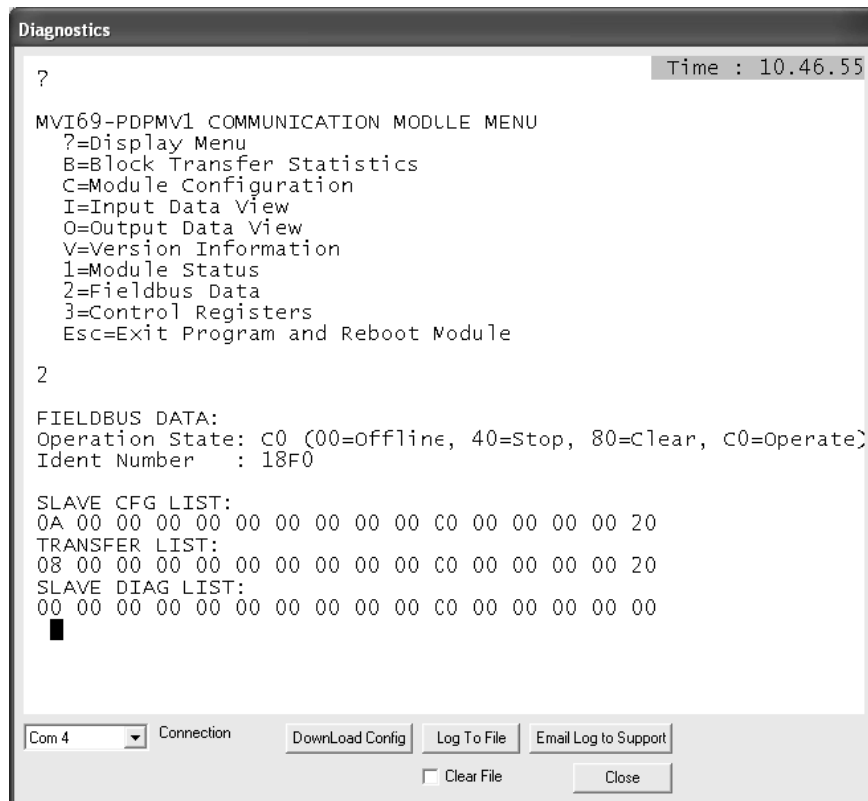 Diagnostics
Time : 10.46.55
?
MVI69-PDPMV1 COMMUNICATION MODULE MENU
?=Display Menu
B=Block Transfer Statistics
C=Module Configuration
I=Input Data View
O=Output Data View
V=Version Information
1=Module Status
2=Fieldbus Data
3=Control Registers
Esc=Exit Program and Reboot Module
2
FIELDBUS DATA:
Operation State: C0 (00=Offline, 40=Stop, 80=Clear, C0=Operate)
Ident Number : 18F0
SLAVE CFG LIST:
0A 00 00 00 00 00 00 00 00 00 00 00 00 00 00 20
TRANSFER LIST:
08 00 00 00 00 00 00 00 00 00 00 00 00 00 00 20
SLAVE DIAG LIST:
00 00 00 00 00 00 00 00 00 00 00 00 00 00 00 00
Com 4
Connection
DownLoad Config
Log To File
Email Log to Support
Clear File
Close